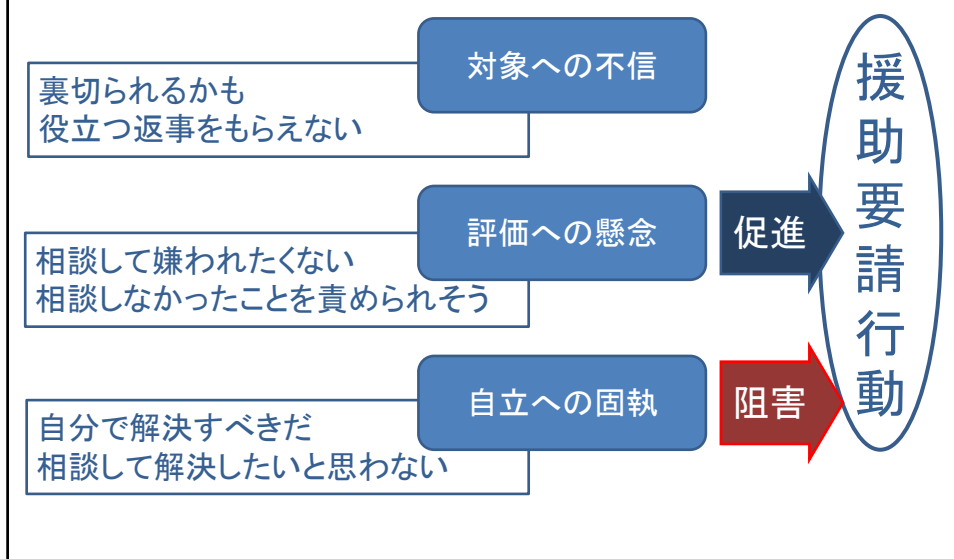 対象への不信
裏切られるかも
役立つ返事をもらえない
評価への懸念
相談して嫌われたくない
相談しなかったことを責められそう
自立への固執
自分で解決すべきだ
相談して解決したいと思わない
促進
阻害
援助要請行動